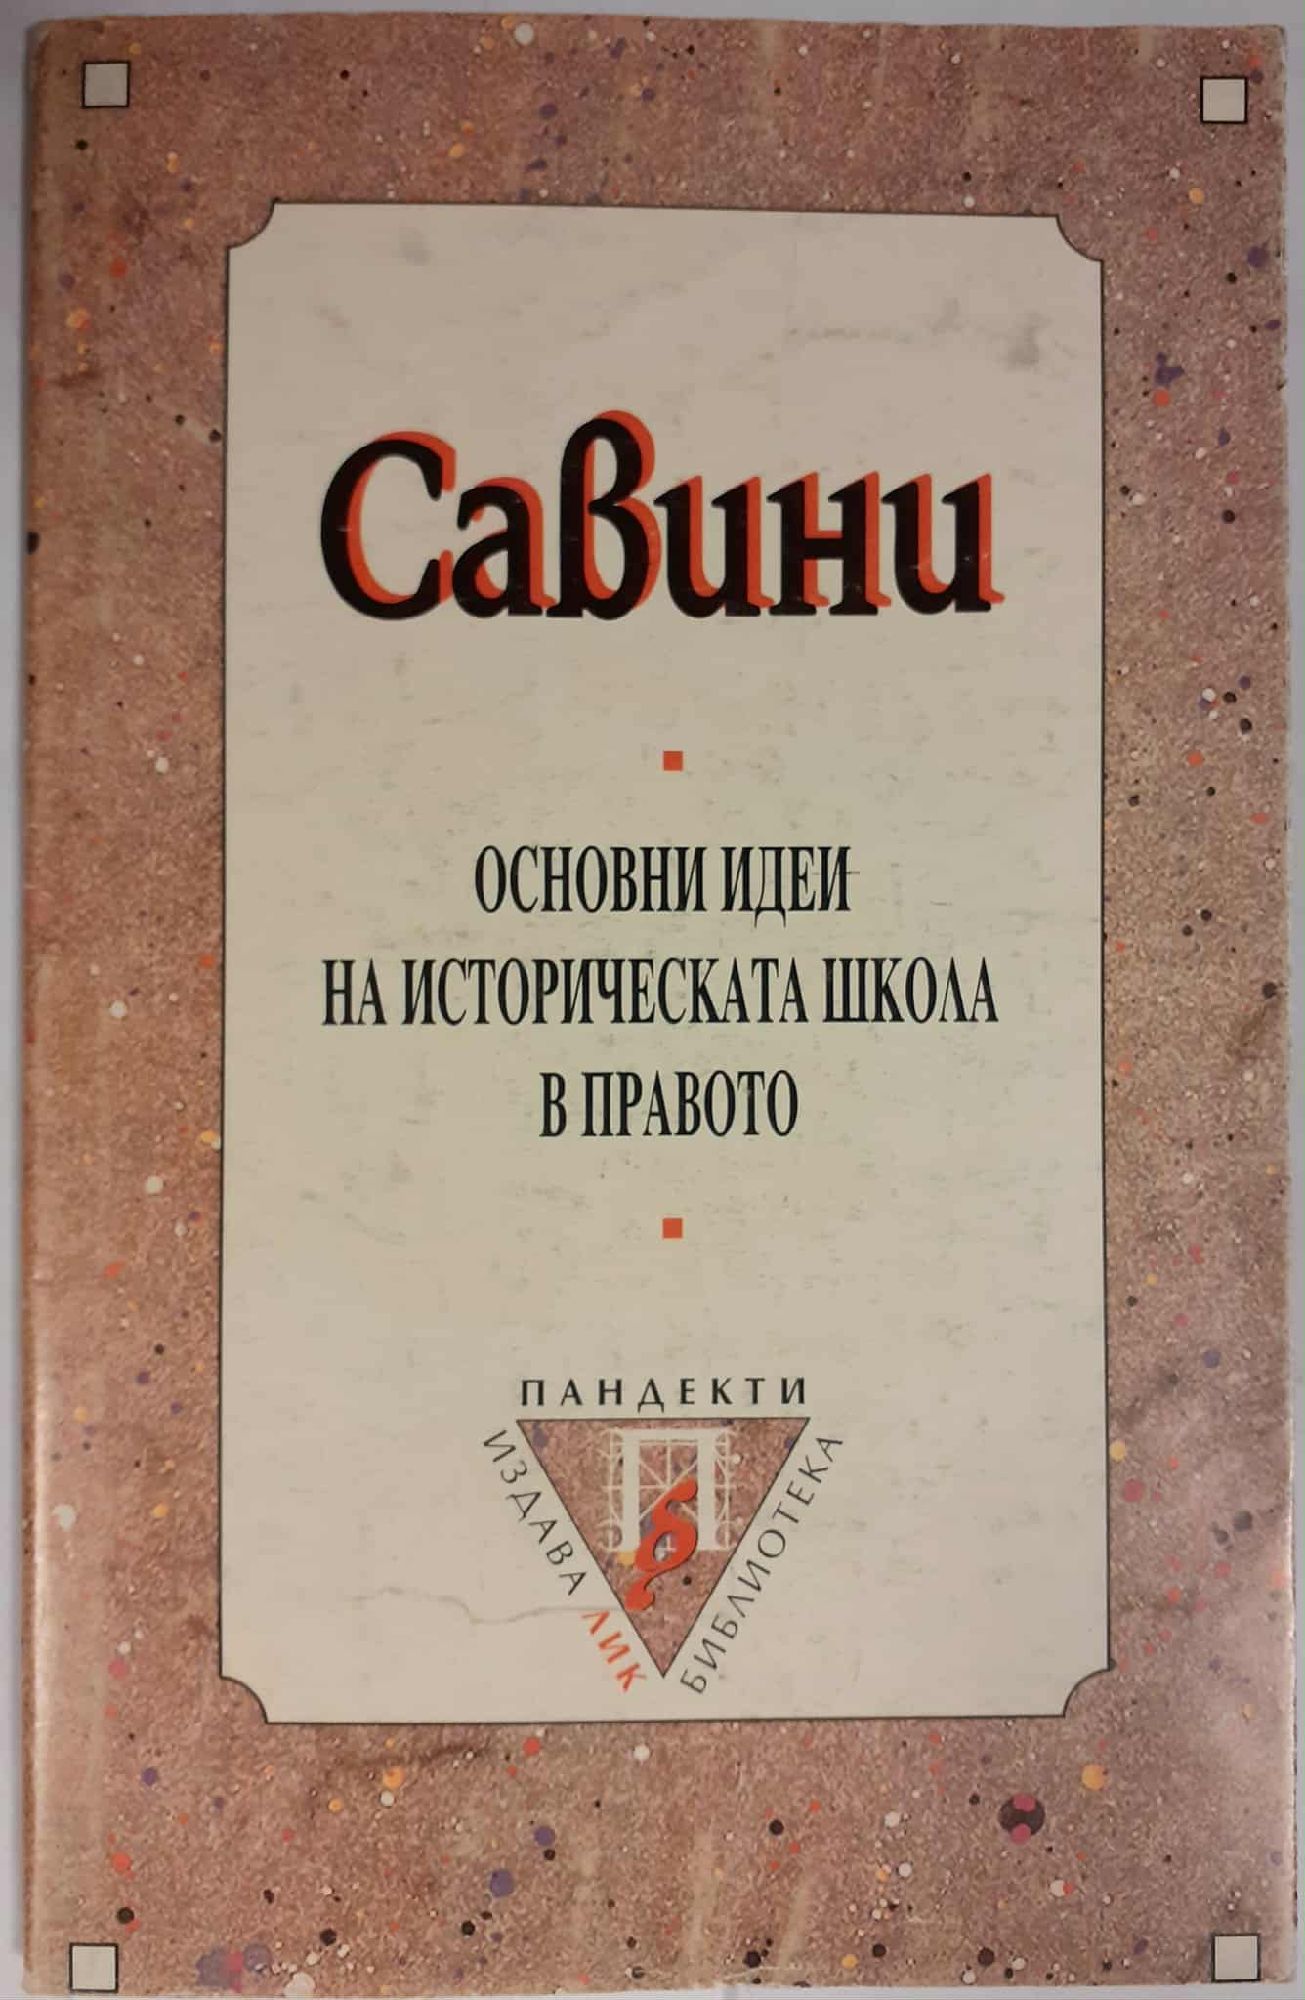 Савини
ОСНОВНИ ИДЕИ
НА ИСТОРИЧЕСКАТА ШКОЛА
В ПРАВОТО
ПАНДЕКТИ
П
§
ИЗДАВА ЛИК
БИБЛИОТЕКА